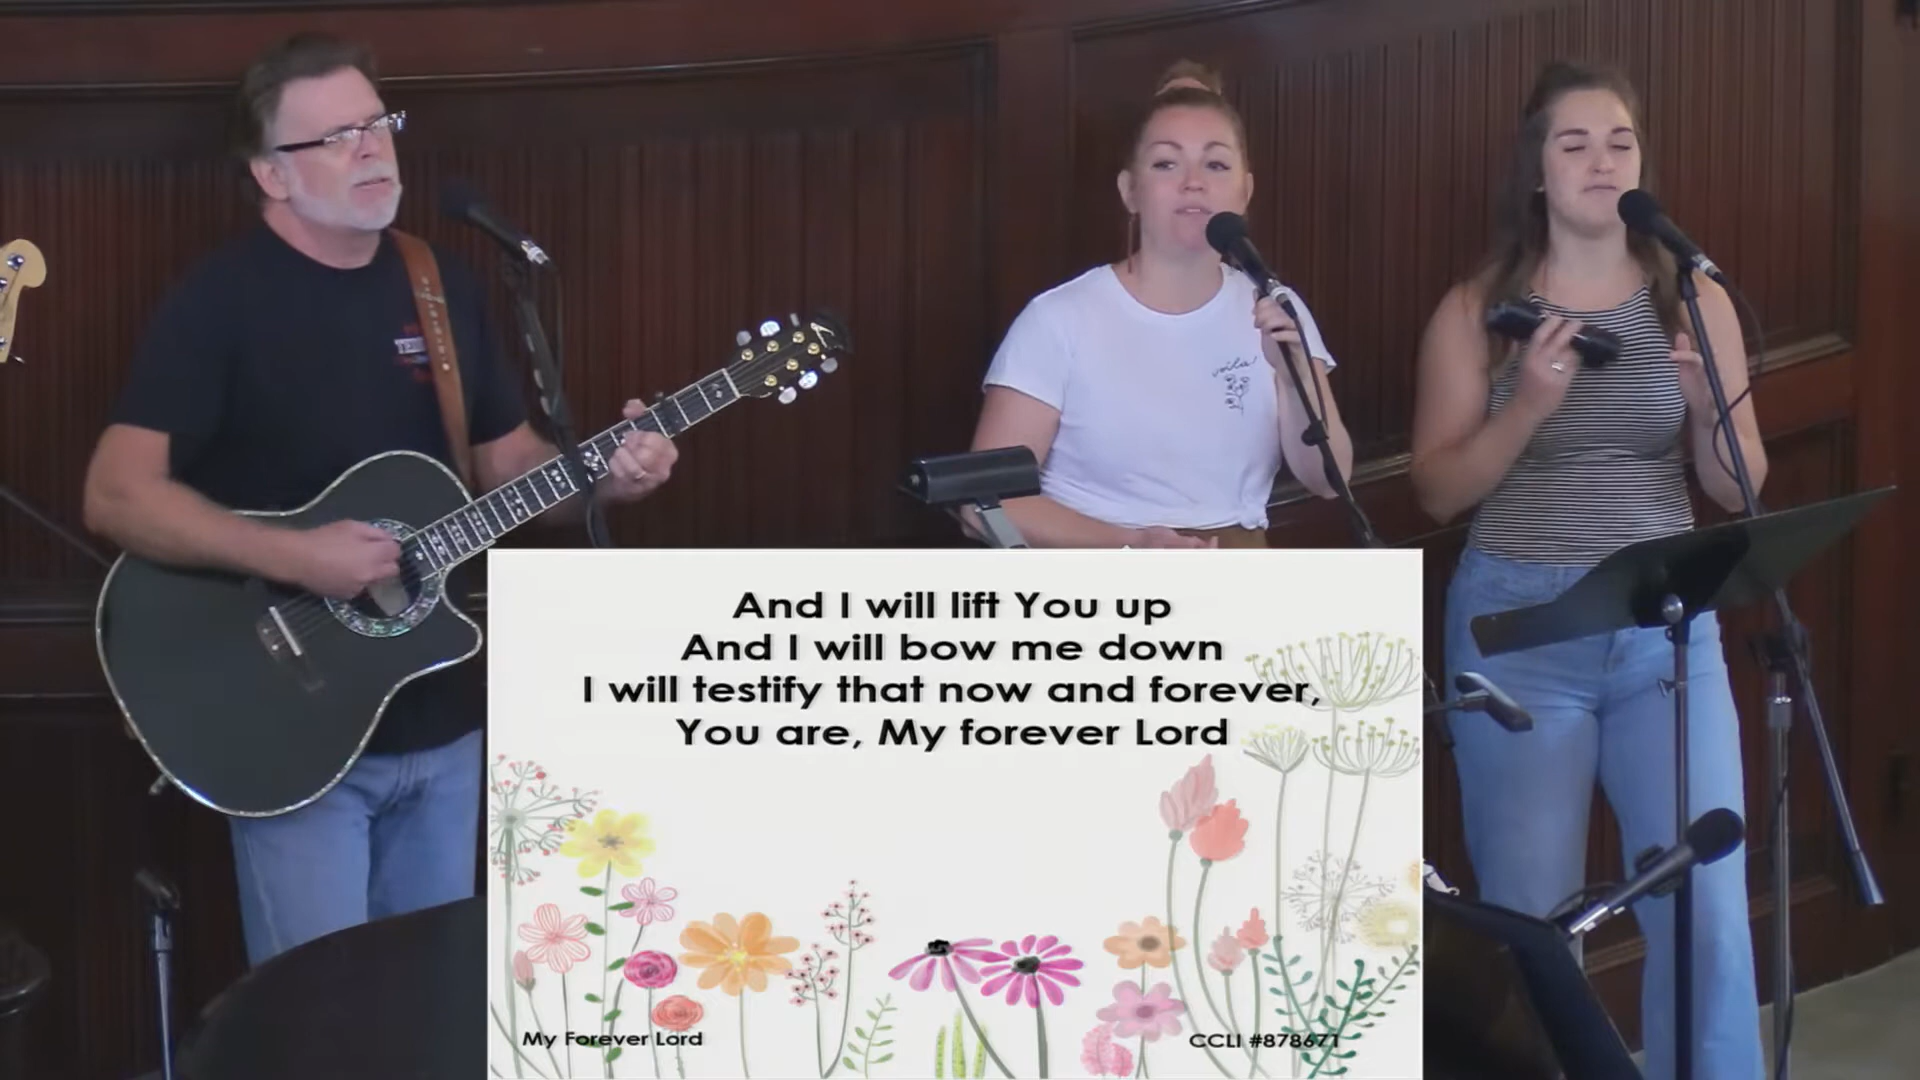 voila!
And I will lift You up
And I will bow me down
I will testify that now and forever,
You are, My forever Lord
My Forever Lord
CCLI #878671